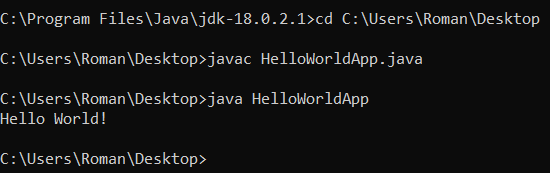 C:\Program Files\Java\jdk-18.0.2.1>cd C:\Users\Roman\Desktop
C:\Users\Roman\Desktop>javac HelloWorldApp.java
C:\Users\Roman\Desktop>java HelloWorldApp
Hello World!
C:\Users\Roman\Desktop>